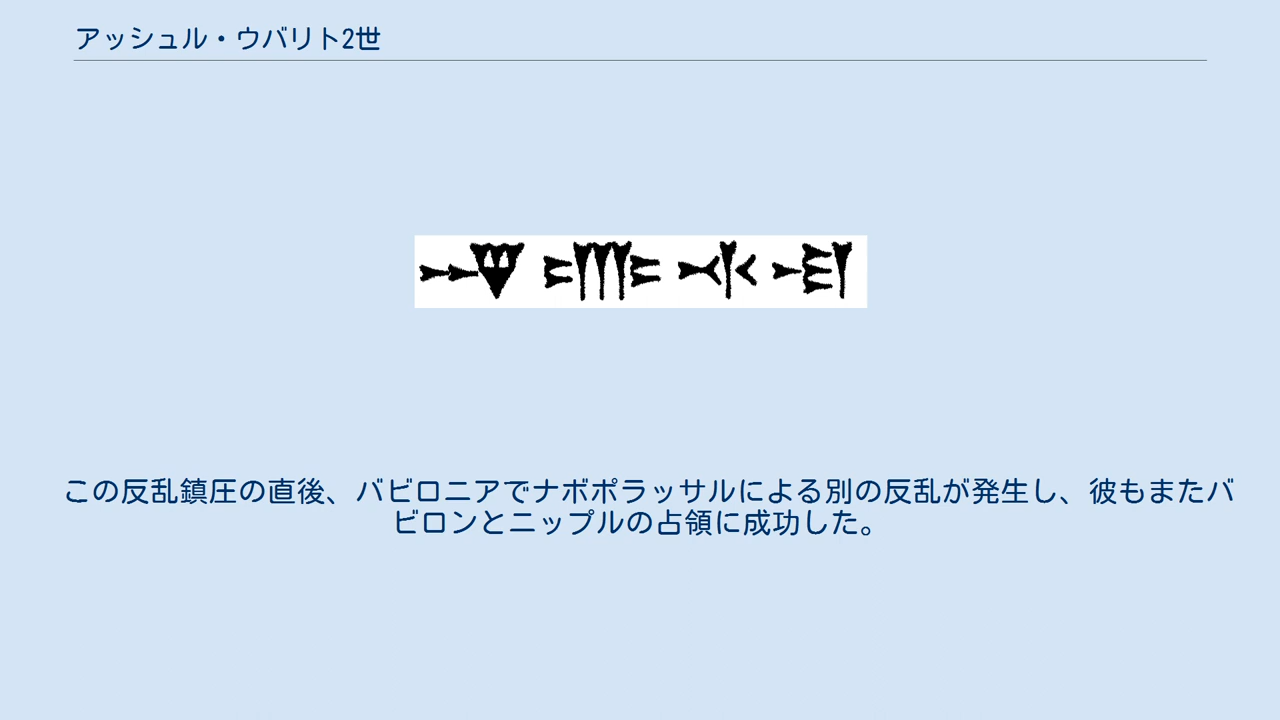 アッシュル・ウバリト2世
この反乱鎮圧の直後、バビロニアでナボポラッサルによる別の反乱が発生し、彼もまたバ
ビロンとニップルの占領に成功した。